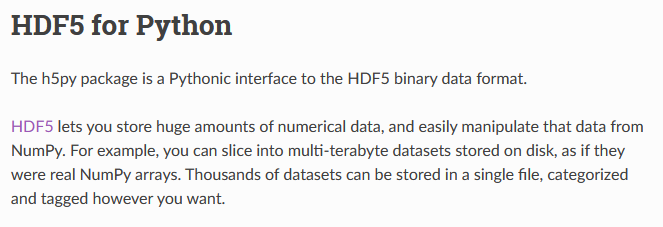 HDF5 for Python
The h5py package is a Pythonic interface to the HDF5 binary data format.
HDF5 lets you store huge amounts of numerical data, and easily manipulate that data from
NumPy. For example, you can slice into multi-terabyte datasets stored on disk, as if they
were real NumPy arrays. Thousands of datasets can be stored in a single file, categorized
and tagged however you want.